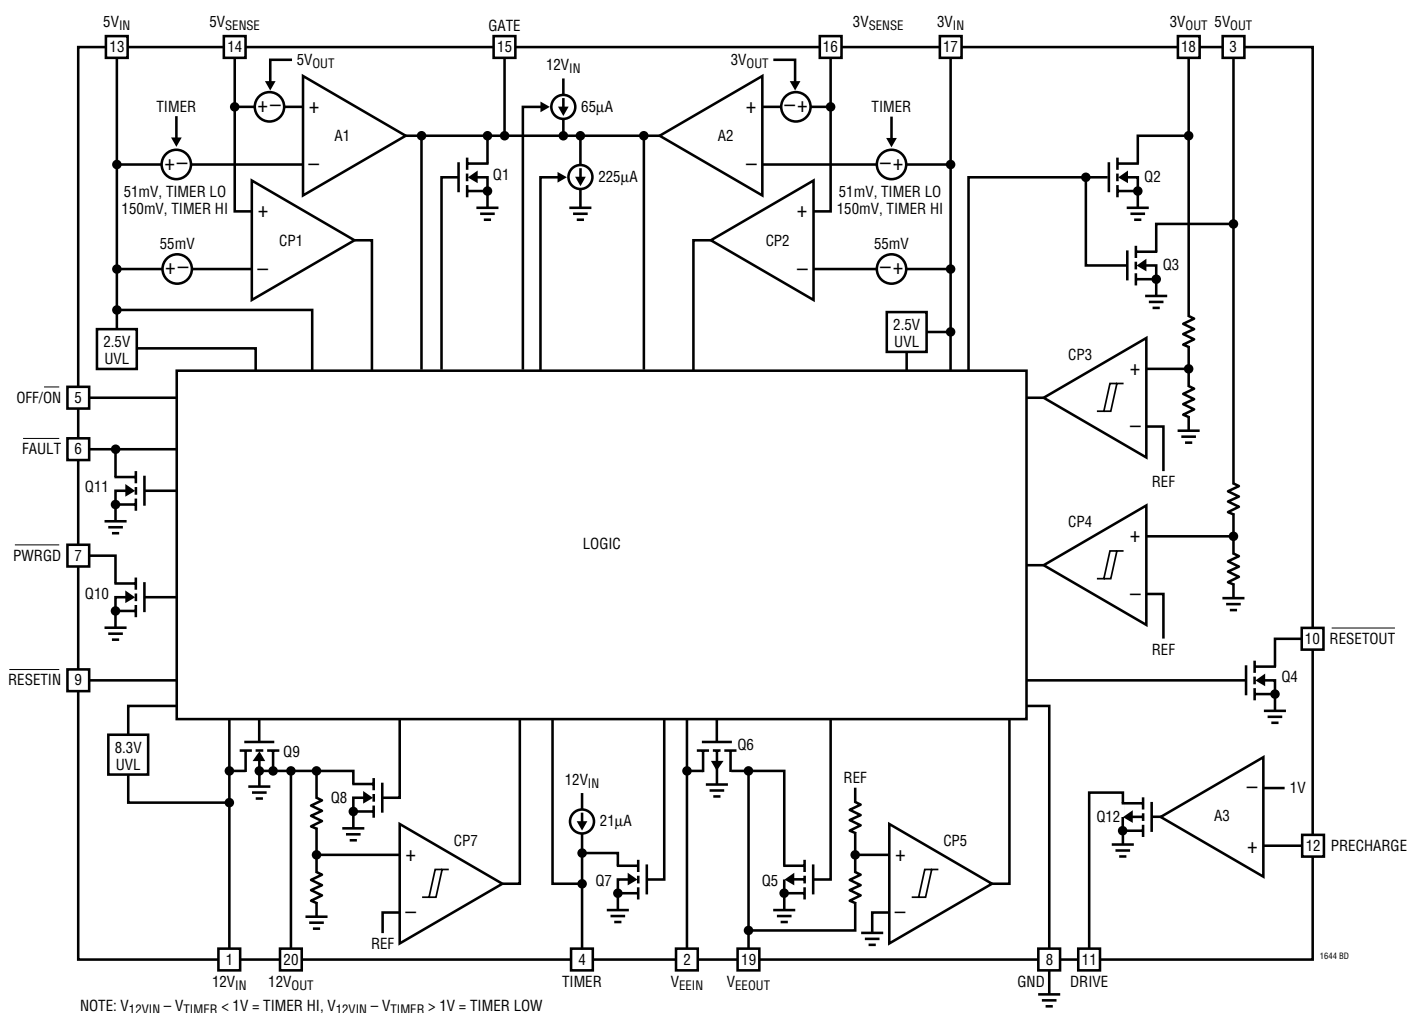 5VIN
5VSENSE
GATE
3VSENSE
3VIN
3VOUT
5VOUT
13
14
15
16
17
18
3
5VOUT
12VIN
3VOUT
TIMER
+−
+
A1
−
65µA
+
A2
−
−+
TIMER
+−
Q1
225µA
−+
Q2
51mV, TIMER LO
150mV, TIMER HI
51mV, TIMER LO
150mV, TIMER HI
+
CP1
−
+
CP2
−
55mV
+−
55mV
−+
Q3
2.5V
UVL
2.5V
UVL
CP3
+
−
REF
OFF/ON
5
FAULT
6
Q11
PWRGD
7
Q10
LOGIC
CP4
+
−
REF
10
RESETOUT
RESETIN
9
Q4
8.3V
UVL
Q9
Q8
Q6
12VIN
21µA
REF
CP7
+
−
REF
Q7
Q5
CP5
+
−
Q12
A3
−
1V
+
12
PRECHARGE
1
20
4
2
19
8
11
12VIN
12VOUT
TIMER
VEEIN
VEEOUT
GND
DRIVE
1644 BD
NOTE: V12VIN – VTIMER < 1V = TIMER HI, V12VIN – VTIMER > 1V = TIMER LOW